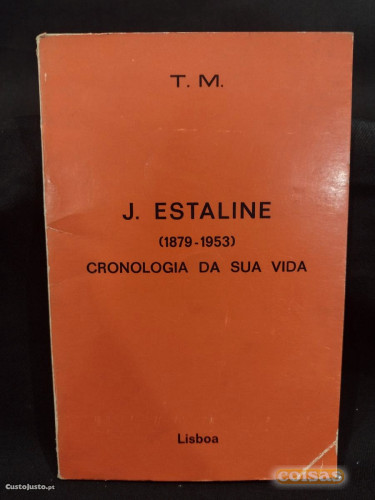 T. M.
J. ESTALINE
(1879-1953)
CRONOLOGIA DA SUA VIDA
Lisboa
CustoJusto.pt
coisas